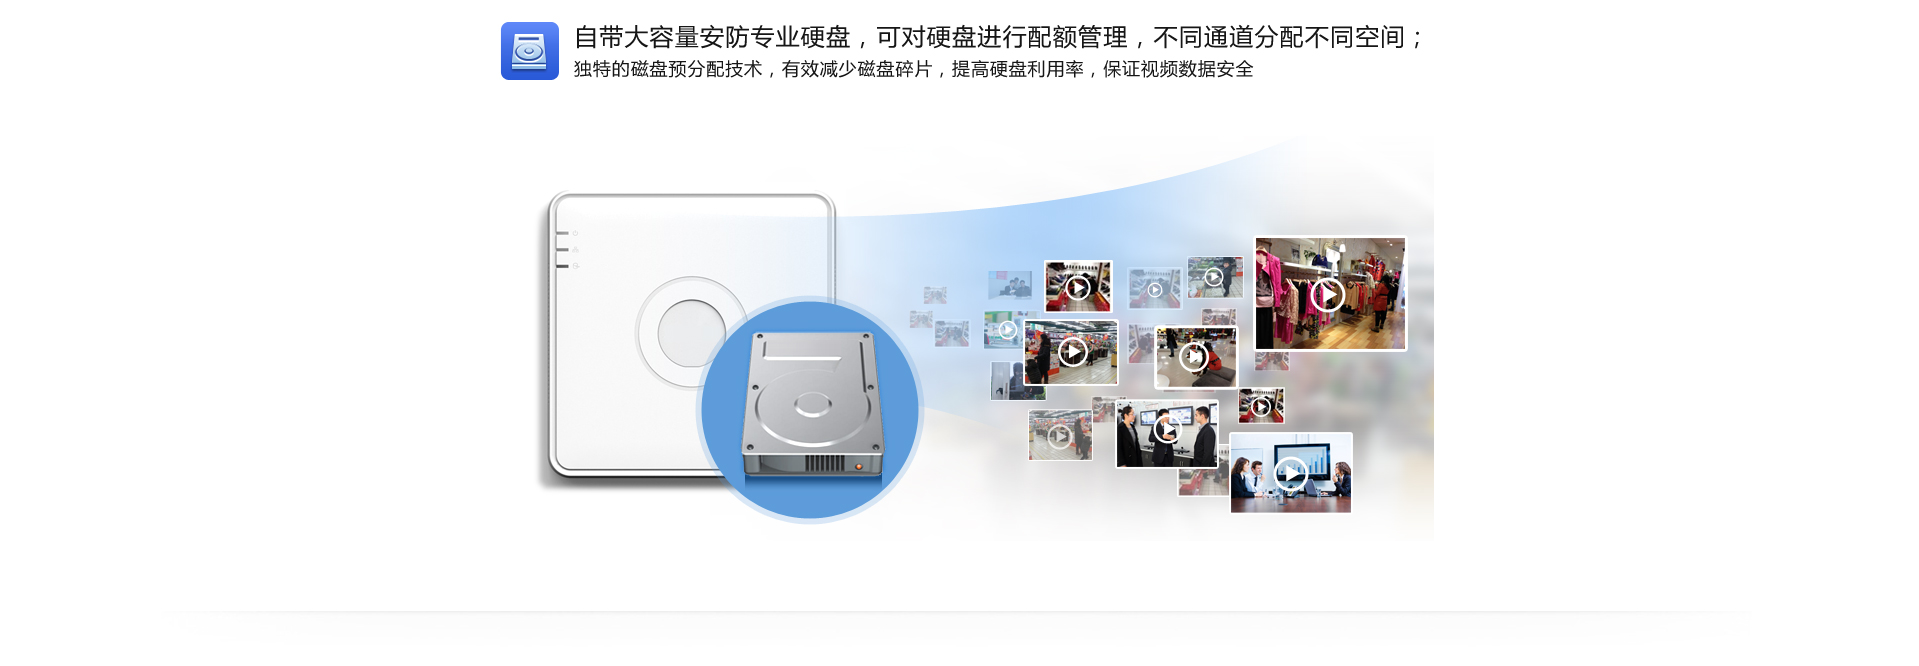 自带大容量安防专业硬盘，可对硬盘进行配额管理，不同通道分配不同空间；
独特的磁盘预分配技术，有效减少磁盘碎片，提高硬盘利用率，保证视频数据安全